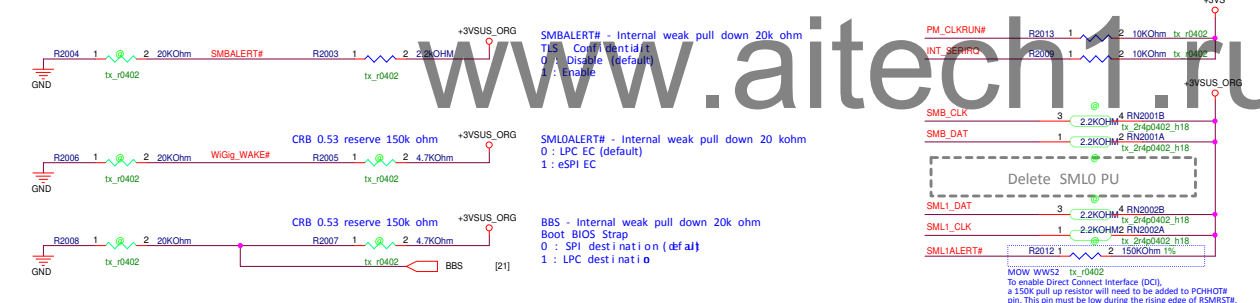 +3VSUS_ORG
R2004 1 @ 2 20KOhm SMBALERT# R2003 1 2 2.2kOHM
tx_r0402
tx_r0402
GND
SMBALERT# - Internal weak pull down 20k ohm
TLS Confidentialit
0 : Disable (default)
1 : Enable
CRB 0.53 reserve 150k ohm
+3VSUS_ORG
R2006 1 @ 2 20KOhm WiGig_WAKE# R2005 1 @ 2 4.7KOhm
tx_r0402
tx_r0402
GND
SML0ALERT# - Internal weak pull down 20 kohm
0 : LPC EC (default)
1 : eSPI EC
CRB 0.53 reserve 150k ohm
+3VSUS_ORG
R2008 1 @ 2 20KOhm R2007 1 @ 2 4.7KOhm
tx_r0402
tx_r0402
BBS [21]
GND
BBS - Internal weak pull down 20k ohm
Boot BIOS Strap
0 : SPI destination (default)
1 : LPC destinatio
www.aitech1.ru
+3VS
PM_CLKRUN# R2013 1 2 10KOhm tx_r0402
INT_SERIRQ R2009 1 2 10KOhm tx_r0402
+3VSUS_ORG
@
SMB_CLK 3 2.2KOHM 4 RN2001B
tx_2r4p0402_h18
@
SMB_DAT 1 2.2KOHM 2 RN2001A
tx_2r4p0402_h18
@
Delete SML0 PU
@
SML1_DAT 3 2.2KOHM 4 RN2002B
tx_2r4p0402_h18
SML1_CLK 1 2.2KOHM 2 RN2002A
tx_2r4p0402_h18
@
SML1ALERT# R2012 1 2 150KOhm 1%
tx_r0402
MOW WW52
To enable Direct Connect Interface (DCI),
a 150K pull up resistor will need to be added to PCHHOT#
pin. This pin must be low during the rising edge of RSMRST#.